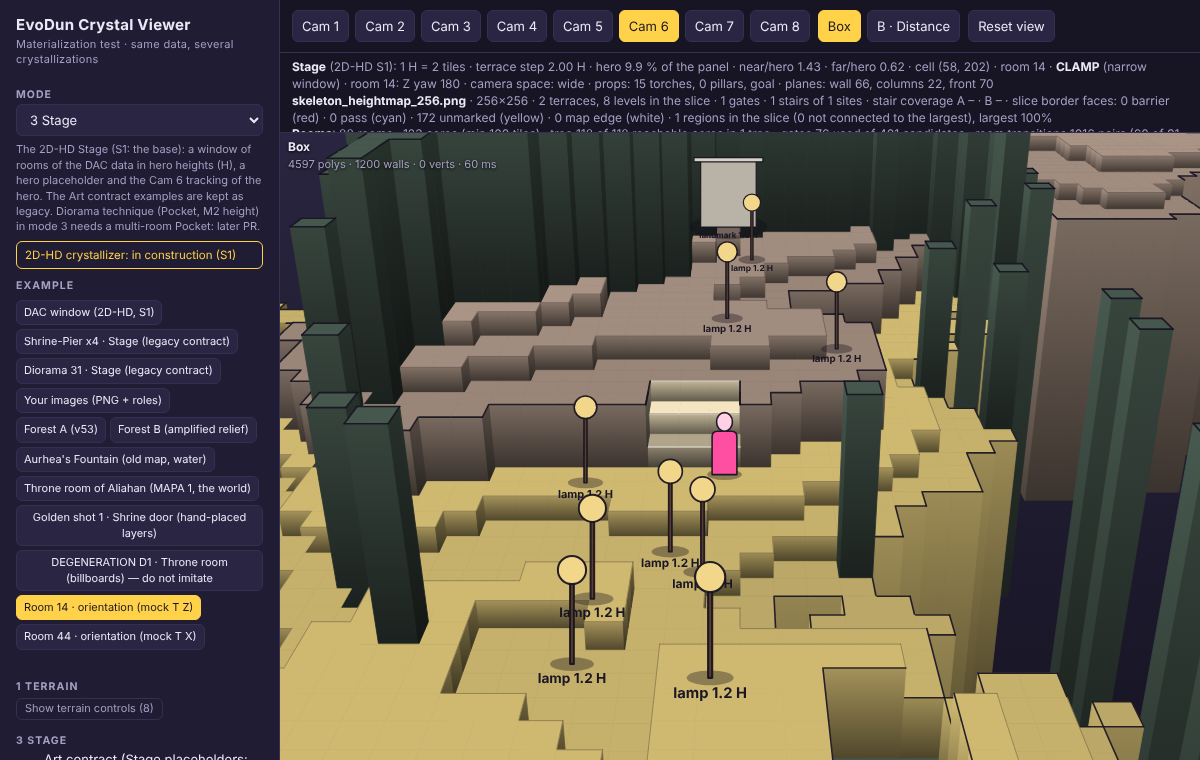 EvoDun Crystal Viewer
Materialization test · same data, several
crystallizations
MODE
3 Stage
The 2D-HD Stage (S1: the base): a window of
rooms of the DAC data in hero heights (H), a
hero placeholder and the Cam 6 tracking of the
hero. The Art contract examples are kept as
legacy. Diorama technique (Pocket, M2 height)
in mode 3 needs a multi-room Pocket: later PR.
2D-HD crystallizer: in construction (S1)
EXAMPLE
DAC window (2D-HD, S1)
Shrine-Pier x4 · Stage (legacy contract)
Diorama 31 · Stage (legacy contract)
Your images (PNG + roles)
Forest A (v53)
Forest B (amplified relief)
Aurhea's Fountain (old map, water)
Throne room of Aliahan (MAPA 1, the world)
Golden shot 1 · Shrine door (hand-placed
layers)
DEGENERATION D1 · Throne room
(billboards) — do not imitate
Room 14 · orientation (mock T Z)
Room 44 · orientation (mock T X)
1 TERRAIN
Show terrain controls (8)
3 STAGE
Art contract (Stage placeholders:
Cam 1
Cam 2
Cam 3
Cam 4
Cam 5
Cam 6
Cam 7
Cam 8
Box
B · Distance
Reset view
Stage (2D-HD S1): 1 H = 2 tiles · terrace step 2.00 H · hero 9.9 % of the panel · near/hero 1.43 · far/hero 0.62 · cell (58, 202) · room 14 · CLAMP (narrow
window) · room 14: Z yaw 180 · camera space: wide · props: 15 torches, 0 pillars, goal · planes: wall 66, columns 22, front 70
skeleton_heightmap_256.png · 256×256 · 2 terraces, 8 levels in the slice · 1 gates · 1 stairs of 1 sites · stair coverage A – · B – · slice border faces: 0 barrier
(red) · 0 pass (cyan) · 172 unmarked (yellow) · 0 map edge (white) · 1 regions in the slice (0 not connected to the largest), largest 100%
Box
4597 polys · 1200 walls · 0 verts · 60 ms
lamp 1.2 H
lamp 1.2 H
lamp 1.2 H
lamp 1.2 H
lamp 1.2 H
lamp 1.2 H
lamp 1.2 H
lamp 1.2 H